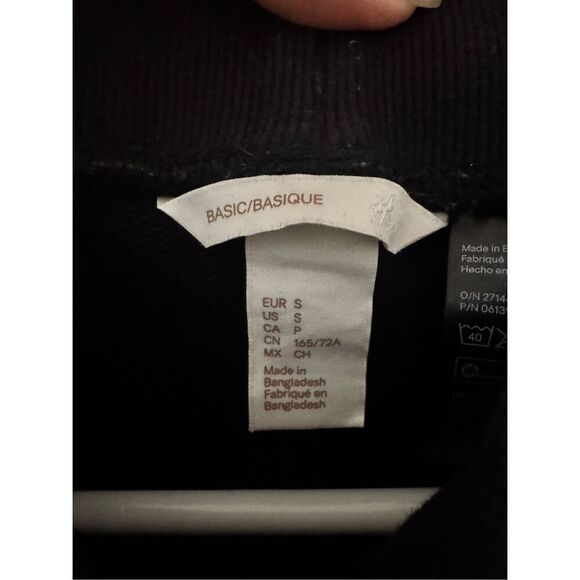 BASIC/BASIQUE
H&M
EUR S
US S
CA P
CN 165/72A
MX CH
Made in
Bangladesh
Fabriqué en
Bangladesh
Made in
Fabriqué
Hecho en
O/N
P/N
40